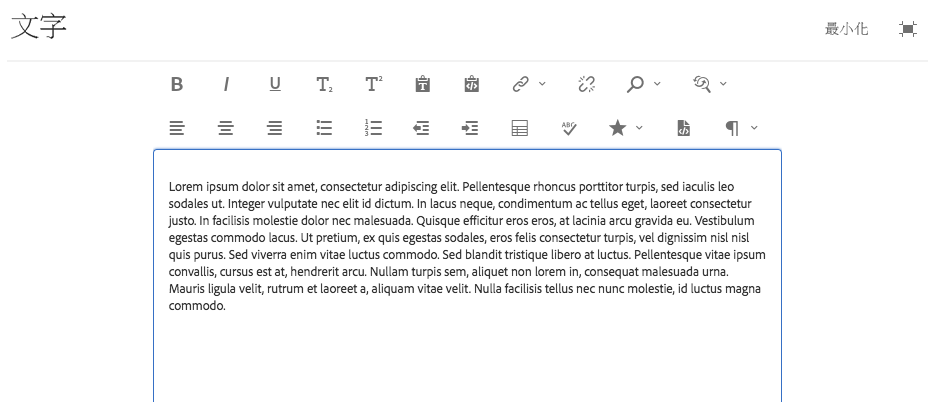 文字
最小化
Lorem ipsum dolor sit amet, consectetur adipiscing elit. Pellentesque rhoncus porttitor turpis, sed iaculis leo
sodales ut. Integer vulputate nec elit id dictum. In lacus neque, condimentum ac tellus eget, laoreet consectetur
justo. In facilisis molestie dolor nec malesuada. Quisque efficitur eros eros, at lacinia arcu gravida eu. Vestibulum
egestas commodo lacus. Ut pretium, ex quis egestas sodales, eros felis consectetur turpis, vel dignissim nisl nisl
quis purus. Sed viverra enim vitae luctus commodo. Sed blandit tristique libero at luctus. Pellentesque vitae ipsum
convallis, cursus est at, hendrerit arcu. Nullam turpis sem, aliquet non lorem in, consequat malesuada urna.
Mauris ligula velit, rutrum et laoreet a, aliquam vitae velit. Nulla facilisis tellus nec nunc molestie, id luctus magna
commodo.